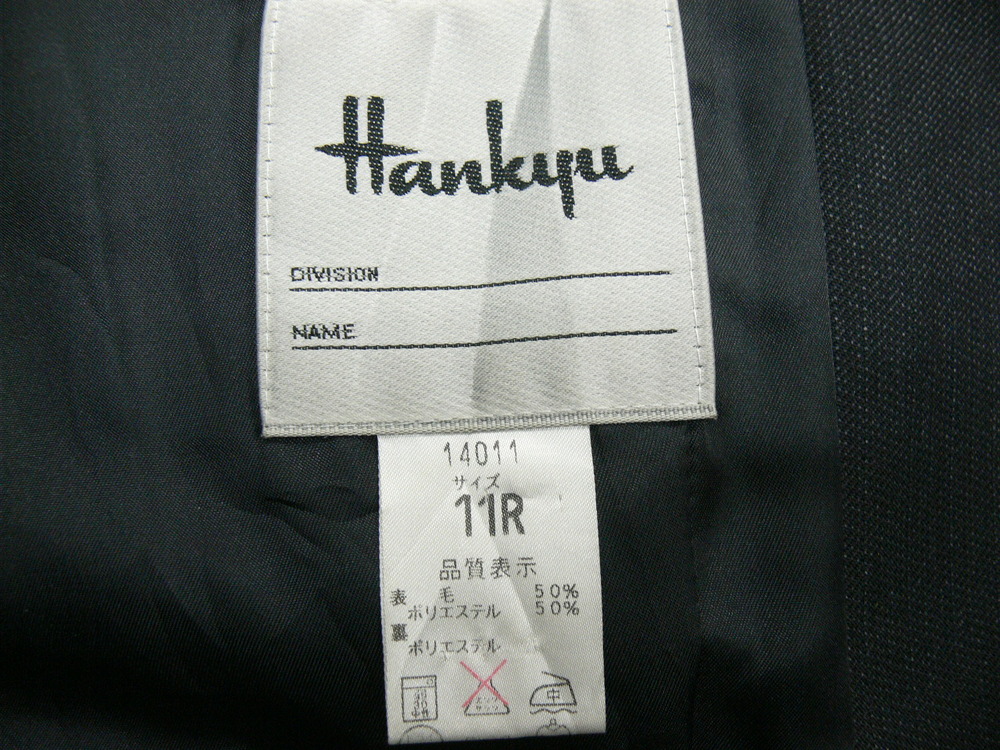 Hankyu
DIVISION
NAME
14011
サイズ
11R
品質表示
表 毛 50%
ポリエステル 50%
裏
ポリエステル
中